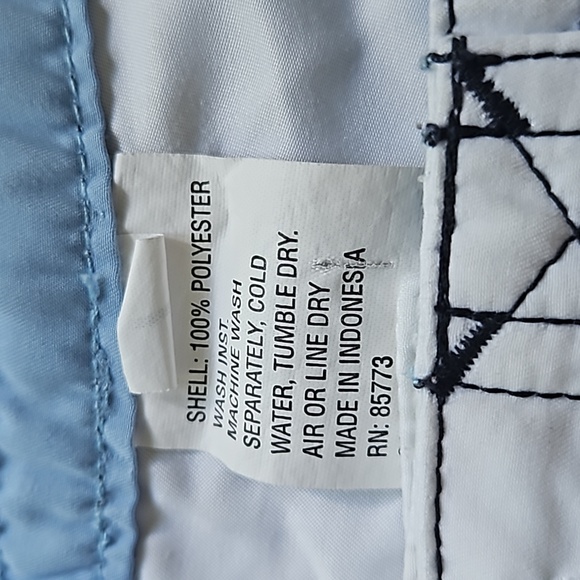 SHELL: 100% POLYESTER
WASH INST.
MACHINE WASH
SEPARATELY, COLD
WATER, TUMBLE DRY.
AIR OR LINE DRY
MADE IN INDONESIA
RN: 85773